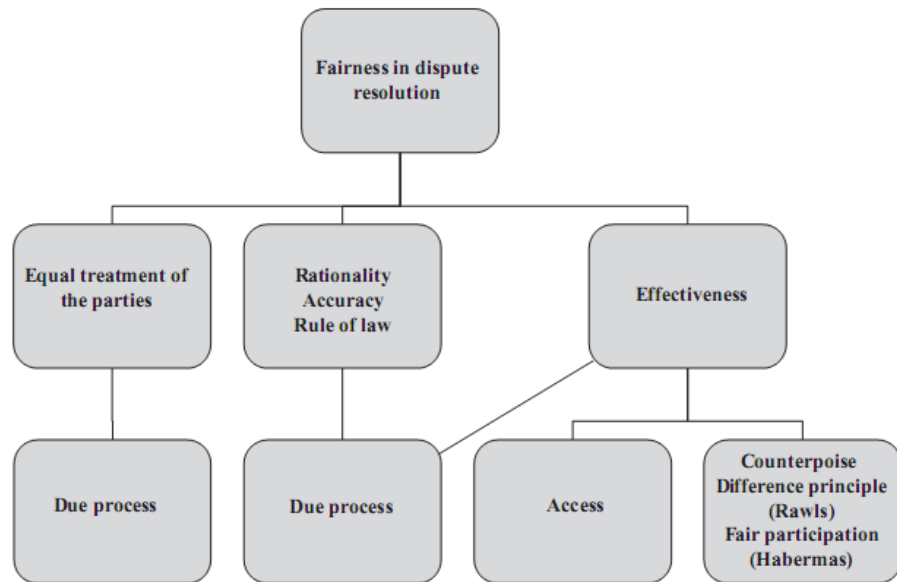 Fairness in dispute
resolution
Equal treatment of
the parties
Rationality
Accuracy
Rule of law
Effectiveness
Due process
Due process
Access
Counterpoise
Difference principle
(Rawls)
Fair participation
(Habermas)